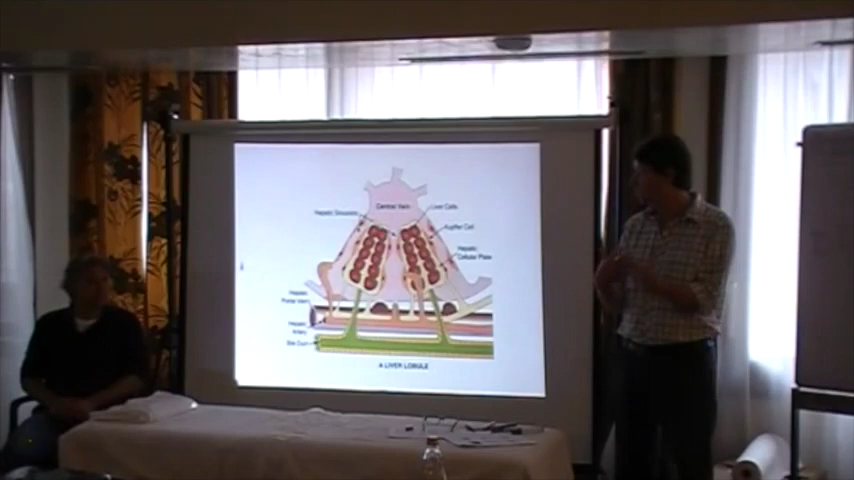 Central Vein
Liver Cells
Hepatic Sinusoids
Kupffer Cell
Hepatic
Cellular Plate
Hepatic
Portal Vein
Hepatic
Artery
Bile Duct
A LIVER LOBULE